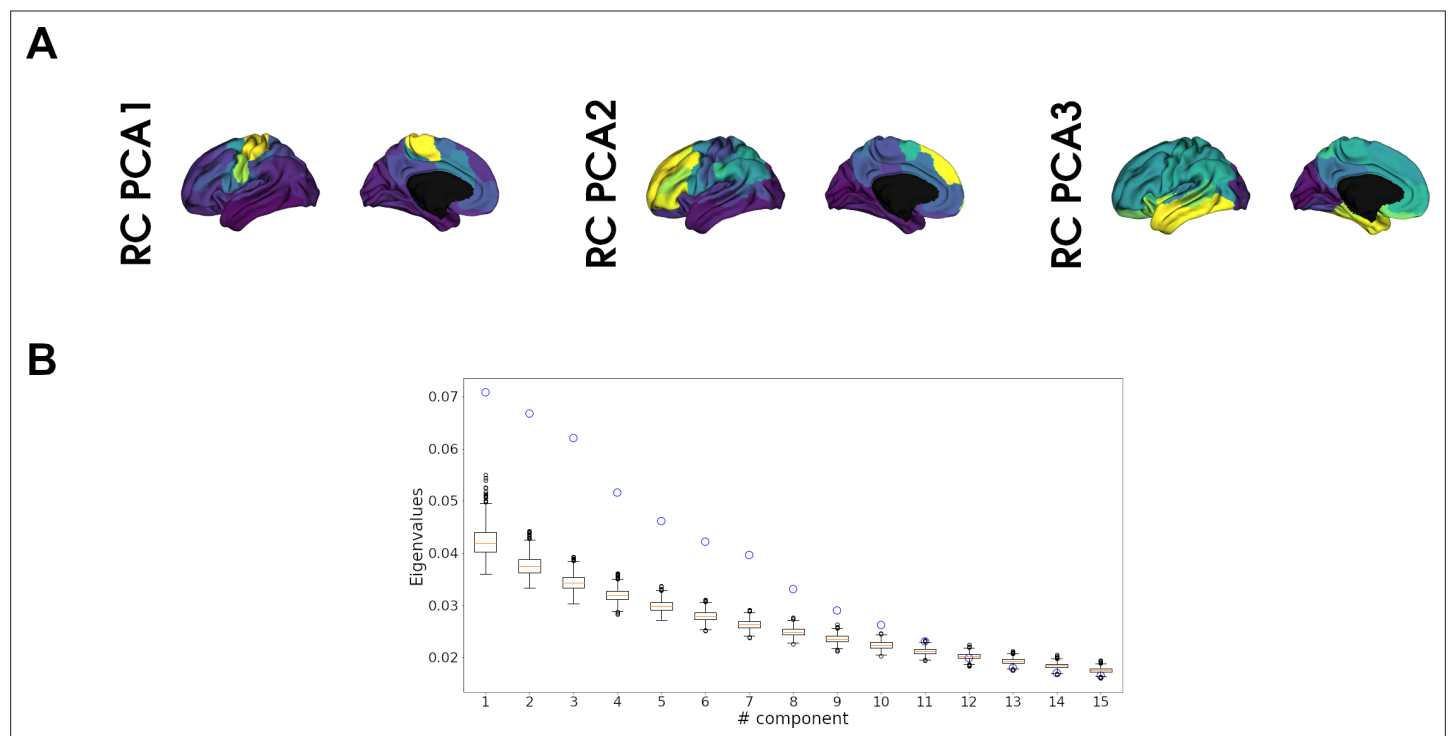 A
RC PCA1
RC PCA2
RC PCA3
B
Eigenvalues
0.07
0.06
0.05
0.04
0.03
0.02
1 2 3 4 5 6 7 8 9 10 11 12 13 14 15
# component